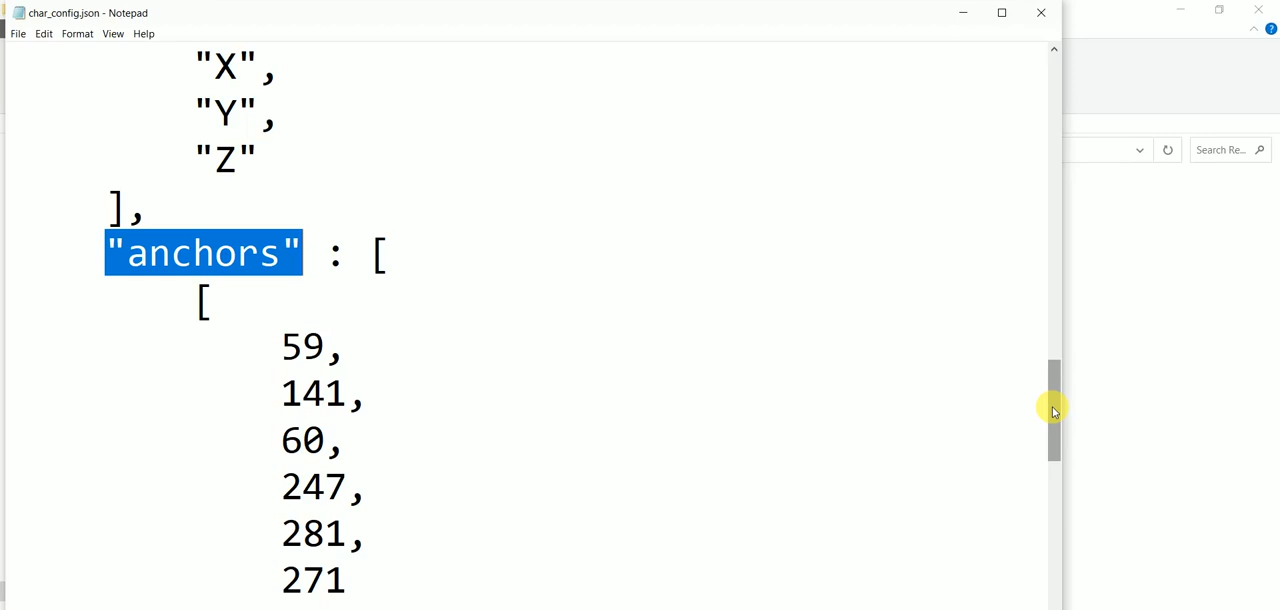 char_config.json - Notepad
File Edit Format View Help
?
Search Re...
"X",
"Y",
"Z"
],
"anchors" : [
[
59,
141,
60,
247,
281,
271